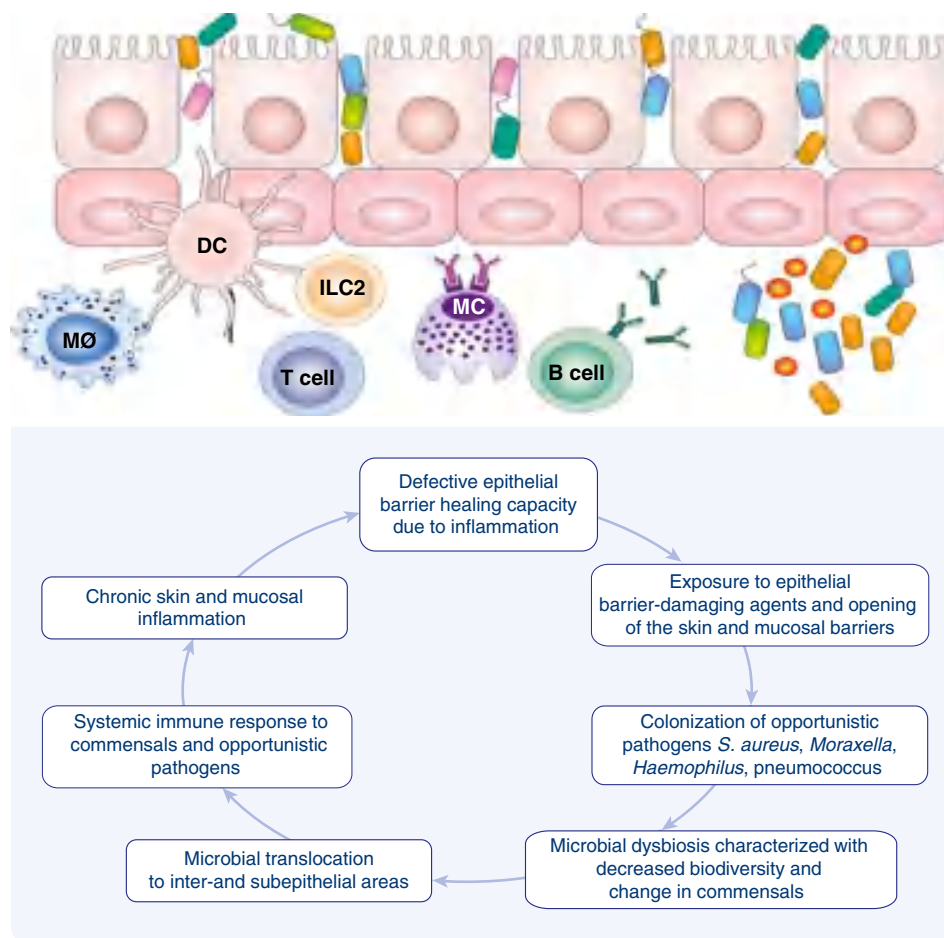 DC
ILC2
MØ
MC
T cell
B cell
Defective epithelial
barrier healing capacity
due to inflammation
Exposure to epithelial
barrier-damaging agents and opening
of the skin and mucosal barriers
Colonization of opportunistic
pathogens S. aureus, Moraxella,
Haemophilus, pneumococcus
Microbial dysbiosis characterized with
decreased biodiversity and
change in commensals
Microbial translocation
to inter-and subepithelial areas
Systemic immune response to
commensals and opportunistic
pathogens
Chronic skin and mucosal
inflammation